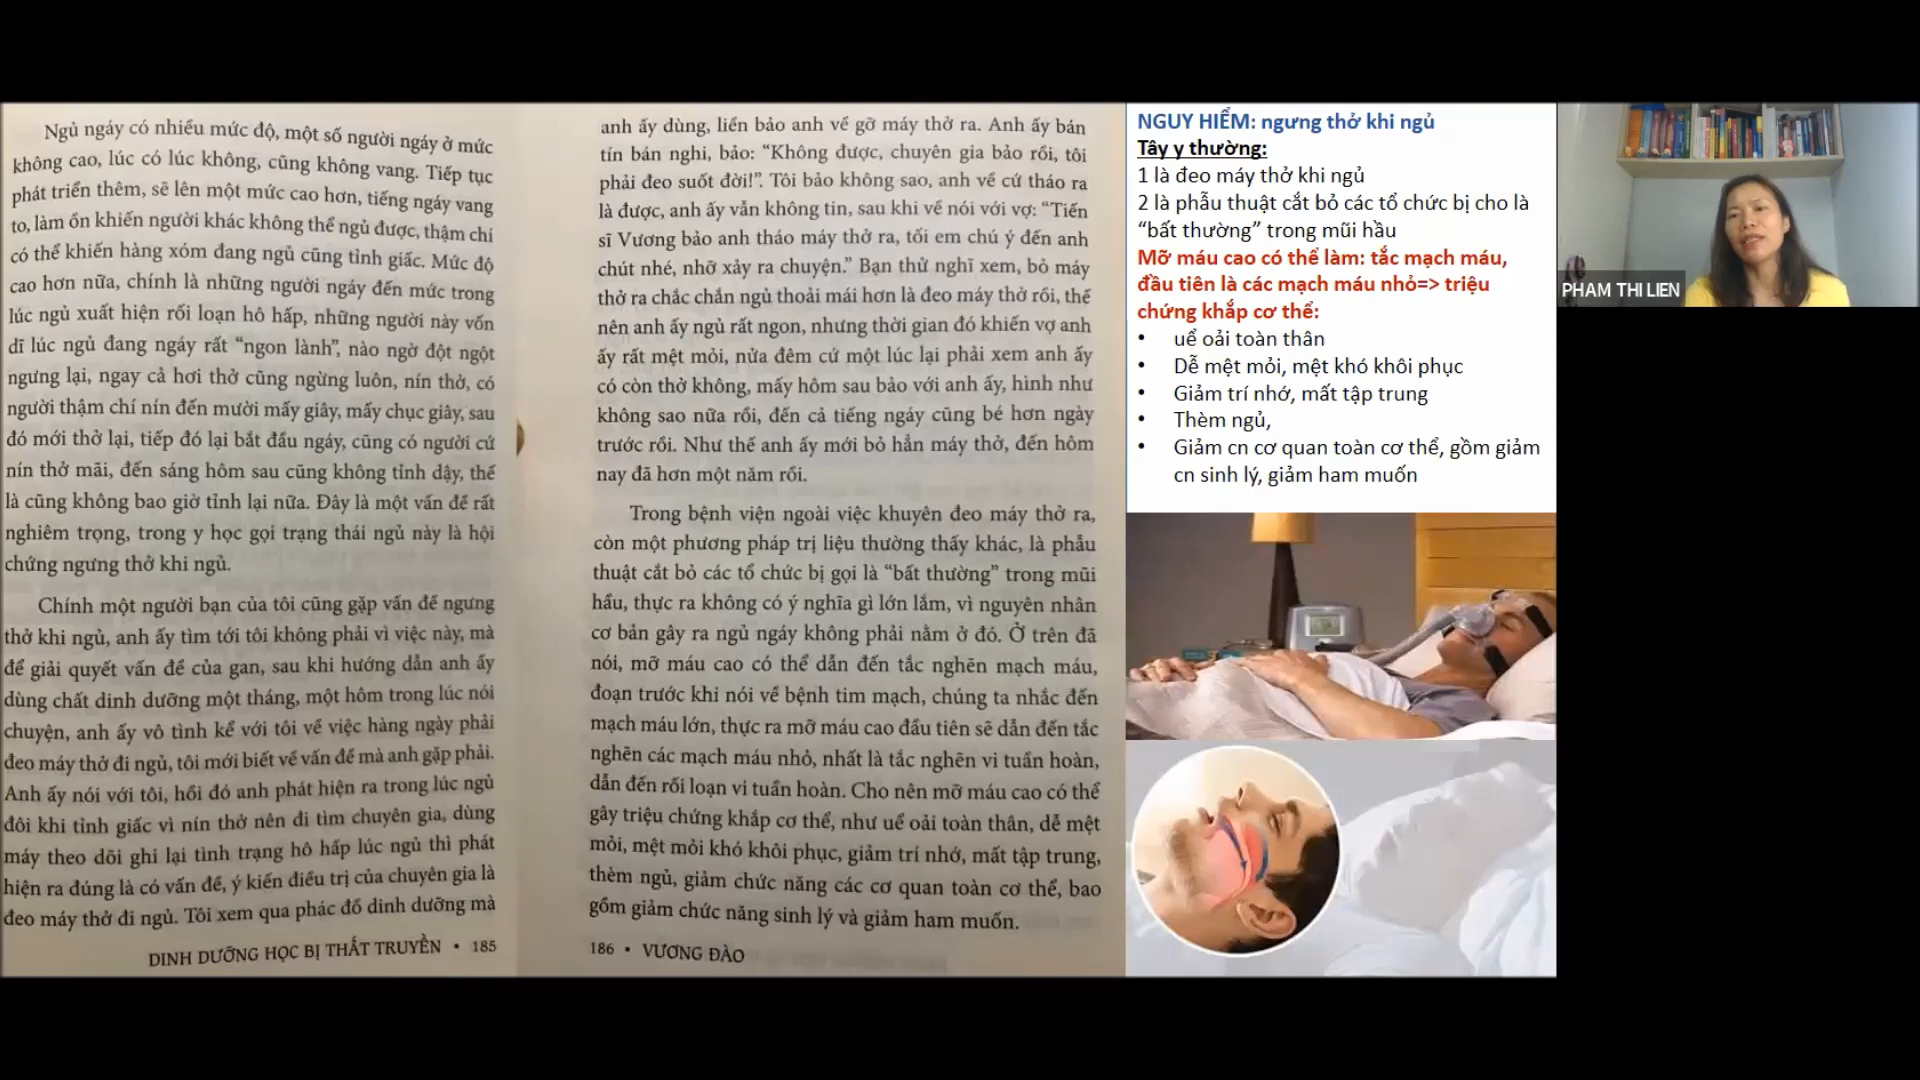 Ngủ ngáy có nhiều mức độ, một số người ngáy ở mức
không cao, lúc có lúc không, cũng không vang. Tiếp tục
phát triển thêm, sẽ lên một mức cao hơn, tiếng ngáy vang
to, làm ồn khiến người khác không thể ngủ được, thậm chí
có thể khiến hàng xóm đang ngủ cũng tỉnh giấc. Mức độ
cao hơn nữa, chính là những người ngáy đến mức trong
lúc ngủ xuất hiện rối loạn hô hấp, những người này vốn
dĩ lúc ngủ đang ngáy rất “ngon lành”, nào ngờ đột ngột
ngưng lại, ngay cả hơi thở cũng ngừng luôn, nín thở, có
người thậm chí nín đến mười mấy giây, mấy chục giây, sau
đó mới thở lại, tiếp đó lại bắt đầu ngáy, cũng có người cứ
nín thở mãi, đến sáng hôm sau cũng không tỉnh dậy, thế
là cũng không bao giờ tỉnh lại nữa. Đây là một vấn đề rất
nghiêm trọng, trong y học gọi trạng thái ngủ này là hội
chứng ngưng thở khi ngủ.
Chính một người bạn của tôi cũng gặp vấn đề ngưng
thở khi ngủ, anh ấy tìm tới tôi không phải vì việc này, mà
để giải quyết vấn đề của gan, sau khi hướng dẫn anh ấy
dùng chất dinh dưỡng một tháng, một hôm trong lúc nói
chuyện, anh ấy vô tình kể với tôi về việc hàng ngày phải
đeo máy thở đi ngủ, tôi mới biết về vấn đề mà anh gặp phải.
Anh ấy nói với tôi, hồi đó anh phát hiện ra trong lúc ngủ
đôi khi tỉnh giấc vì nín thở nên đi tìm chuyên gia, dùng
máy theo dõi ghi lại tình trạng hô hấp lúc ngủ thì phát
hiện ra đúng là có vấn đề, ý kiến điều trị của chuyên gia là
đeo máy thở đi ngủ. Tôi xem qua phác đồ dinh dưỡng mà
DINH DƯỠNG HỌC BỊ THẤT TRUYỀN • 185
anh ấy dùng, liền bảo anh về gỡ máy thở ra. Anh ấy bán
tín bán nghi, bảo: “Không được, chuyên gia bảo rồi, tôi
phải đeo suốt đời!”. Tôi bảo không sao, anh về cứ tháo ra
là được, anh ấy vẫn không tin, sau khi về nói với vợ: “Tiến
sĩ Vương bảo anh tháo máy thở ra, tối em chú ý đến anh
chút nhé, nhỡ xảy ra chuyện.” Bạn thử nghĩ xem, bỏ máy
thở ra chắc chắn ngủ thoải mái hơn là đeo máy thở rồi, thế
nên anh ấy ngủ rất ngon, nhưng thời gian đó khiến vợ anh
ấy rất mệt mỏi, nửa đêm cứ một lúc lại phải xem anh ấy
có còn thở không, mấy hôm sau bảo với anh ấy, hình như
không sao nữa rồi, đến cả tiếng ngáy cũng bé hơn ngày
trước rồi. Như thế anh ấy mới bỏ hẳn máy thở, đến hôm
nay đã hơn một năm rồi.
Trong bệnh viện ngoài việc khuyên đeo máy thở ra,
còn một phương pháp trị liệu thường thấy khác, là phẫu
thuật cắt bỏ các tổ chức bị gọi là “bất thường” trong mũi
hầu, thực ra không có ý nghĩa gì lớn lắm, vì nguyên nhân
cơ bản gây ra ngủ ngáy không phải nằm ở đó. Ở trên đã
nói, mỡ máu cao có thể dẫn đến tắc nghẽn mạch máu,
đoạn trước khi nói về bệnh tim mạch, chúng ta nhắc đến
mạch máu lớn, thực ra mỡ máu cao đầu tiên sẽ dẫn đến tắc
nghẽn các mạch máu nhỏ, nhất là tắc nghẽn vi tuần hoàn,
dẫn đến rối loạn vi tuần hoàn. Cho nên mỡ máu cao có thể
gây triệu chứng khắp cơ thể, như uể oải toàn thân, dễ mệt
mỏi, mệt mỏi khó khôi phục, giảm trí nhớ, mất tập trung,
thèm ngủ, giảm chức năng các cơ quan toàn cơ thể, bao
gồm giảm chức năng sinh lý và giảm ham muốn.
186 • VƯƠNG ĐÀO
NGUY HIỂM: ngưng thở khi ngủ
Tây y thường:
1 là đeo máy thở khi ngủ
2 là phẫu thuật cắt bỏ các tổ chức bị cho là
“bất thường” trong mũi hầu
Mỡ máu cao có thể làm: tắc mạch máu,
đầu tiên là các mạch máu nhỏ=> triệu
chứng khắp cơ thể:
• uể oải toàn thân
• Dễ mệt mỏi, mệt khó khôi phục
• Giảm trí nhớ, mất tập trung
• Thèm ngủ,
• Giảm cn cơ quan toàn cơ thể, gồm giảm
cn sinh lý, giảm ham muốn
PHAM THI LIEN